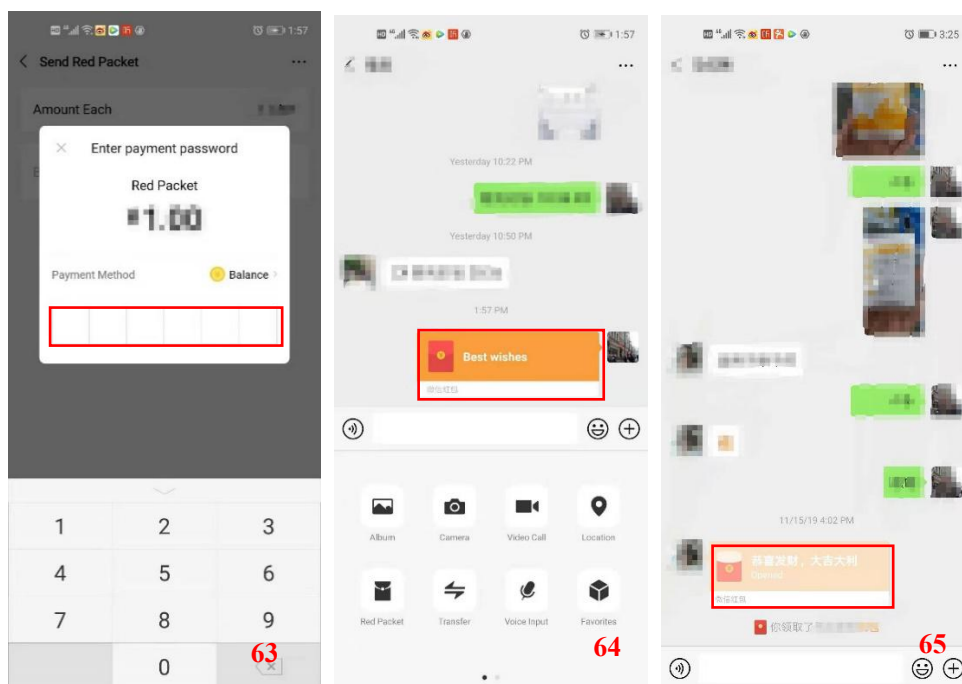 1:57
Send Red Packet
Amount Each
Enter payment password
Red Packet
1.00
Payment Method
Balance
1
2
3
4
5
6
7
8
9
0
63
1:57
Yesterday 10:22 PM
Yesterday 10:50 PM
1:57 PM
Best wishes
微信红包
Album
Camera
Video Call
Location
Red Packet
Transfer
Voice Input
Favorites
64
3:25
11/15/19 4:02 PM
恭喜发财，大吉大利
Opened
微信红包
你领取了
65